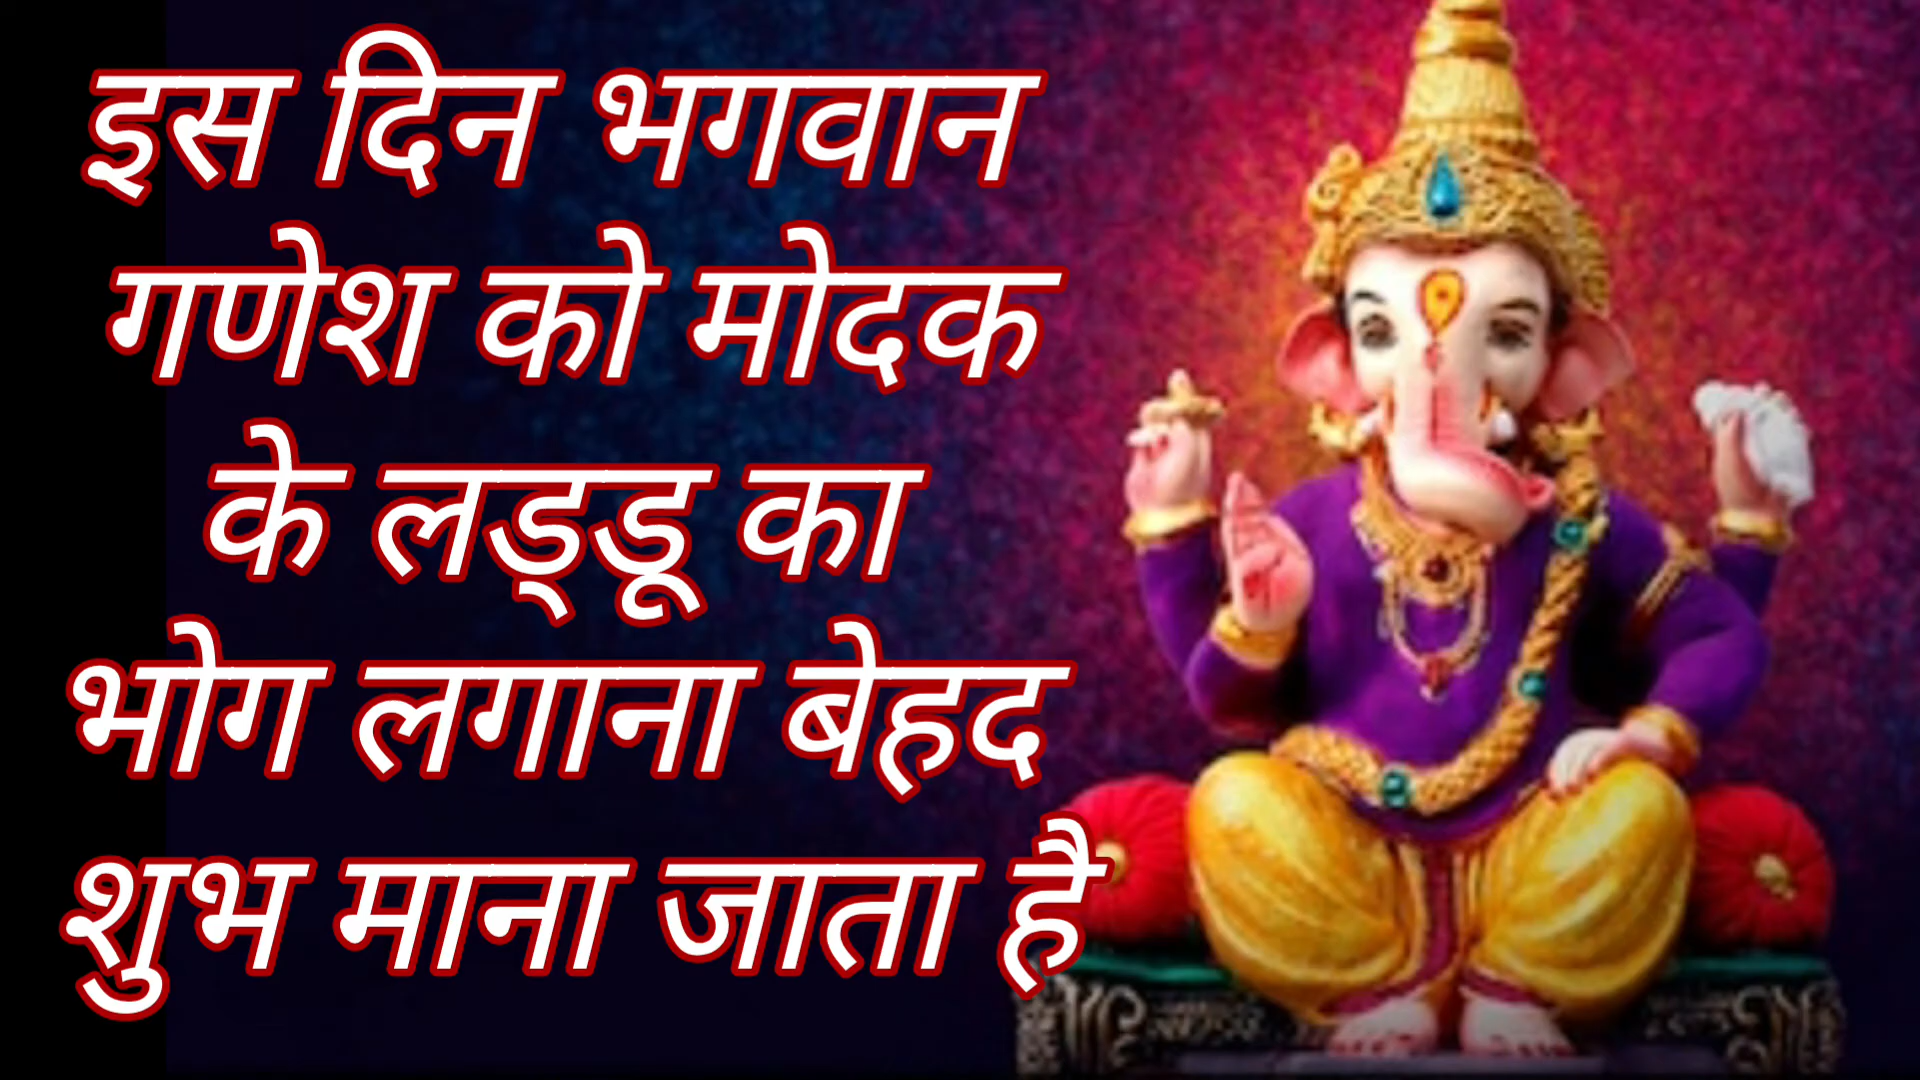 इस दिन भगवान
गणेश को मोदक
के लड्डू का
भोग लगाना बेहद
शुभ माना जाता है